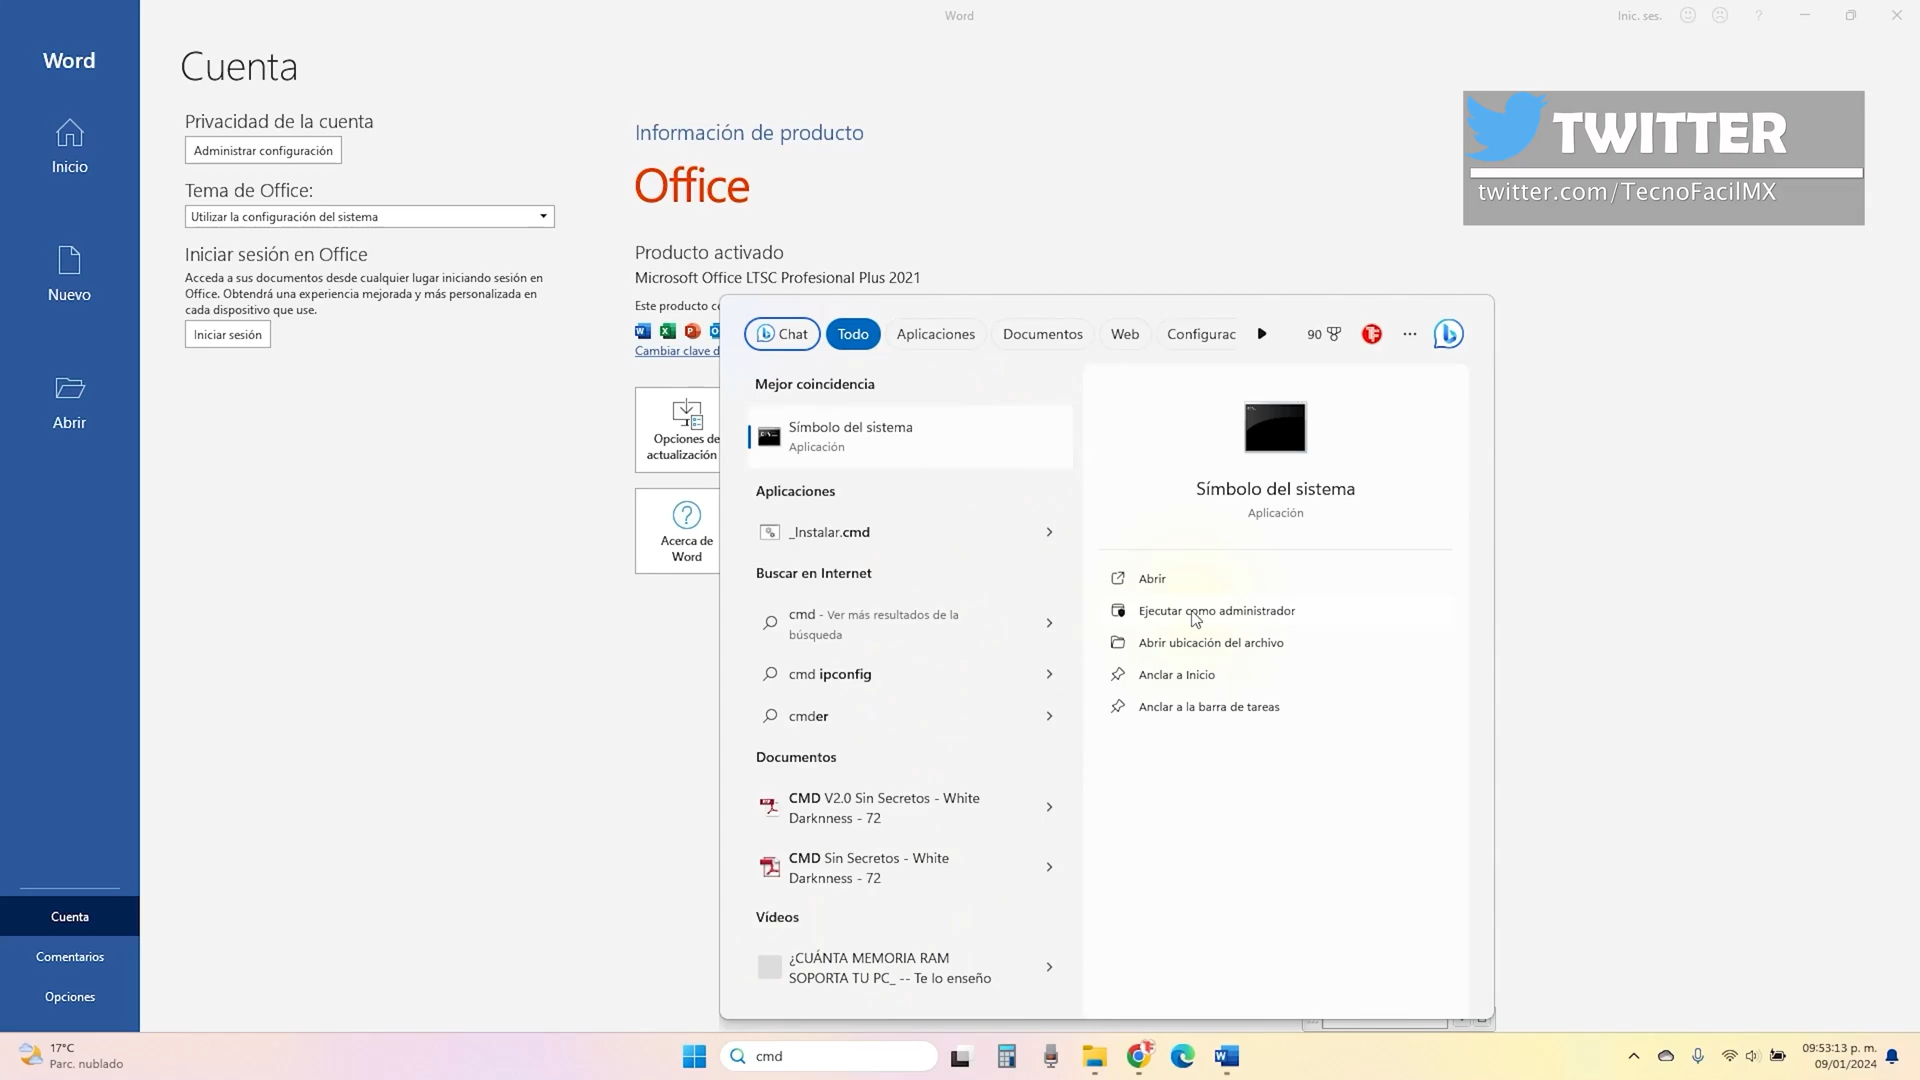 Word
Inic. ses.
?
Word
Inicio
Nuevo
Abrir
Cuenta
Comentarios
Opciones
Cuenta
Privacidad de la cuenta
Administrar configuración
Tema de Office:
Utilizar la configuración del sistema
Iniciar sesión en Office
Acceda a sus documentos desde cualquier lugar iniciando sesión en
Office. Obtendrá una experiencia mejorada y más personalizada en
cada dispositivo que use.
Iniciar sesión
Información de producto
Office
Producto activado
Microsoft Office LTSC Profesional Plus 2021
Este producto
Cambiar clave
Opciones de
actualización
Acerca de
Word
TWITTER
twitter.com/TecnoFacilMX
Chat
Todo
Aplicaciones
Documentos
Web
Configurac
90
Mejor coincidencia
Símbolo del sistema
Aplicación
Aplicaciones
_Instalar.cmd
Buscar en Internet
cmd - Ver más resultados de la
búsqueda
cmd ipconfig
cmder
Documentos
CMD V2.0 Sin Secretos - White
Darknness - 72
CMD Sin Secretos - White
Darknness - 72
Vídeos
¿CUÁNTA MEMORIA RAM
SOPORTA TU PC_ -- Te lo enseño
Símbolo del sistema
Aplicación
Abrir
Ejecutar como administrador
Abrir ubicación del archivo
Anclar a Inicio
Anclar a la barra de tareas
17°C
Parc. nublado
cmd
09:53:13 p. m.
09/01/2024